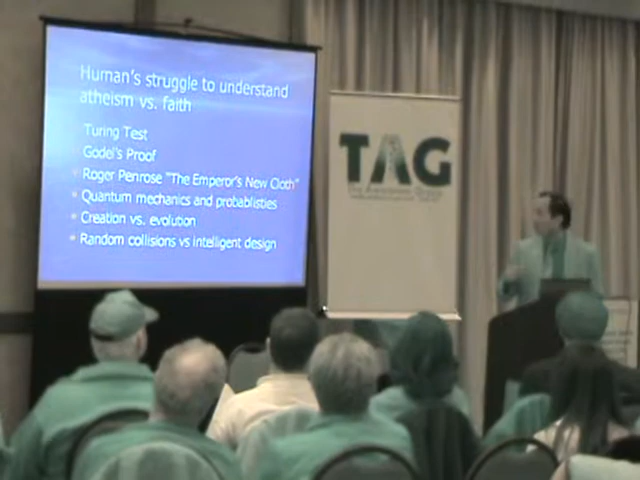 Human's struggle to understand
atheism vs. faith
Turing Test
Godel's Proof
Roger Penrose "The Emperor's New Cloth"
Quantum mechanics and probablisties
Creation vs. evolution
Random collisions vs intelligent design
TAG